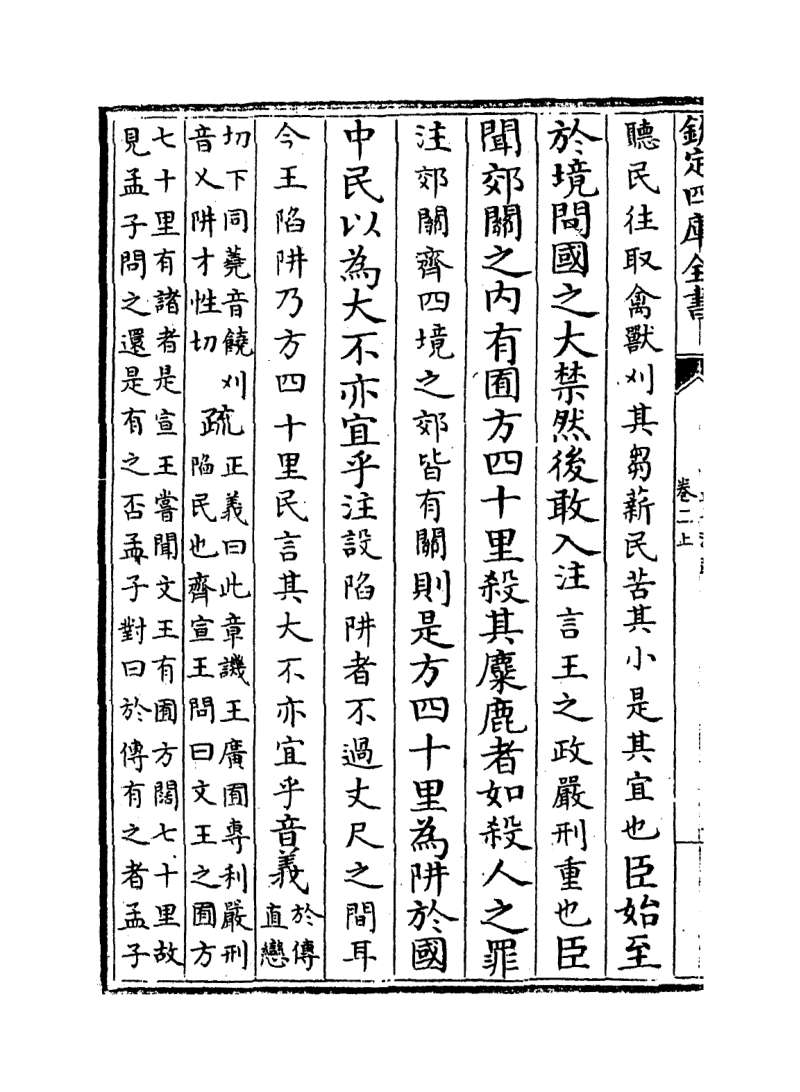 欽定四庫全書
卷二上
聽民往取禽獸刈其芻薪民苦其小是其宜也臣始至
於境問國之大禁然後敢入注言王之政嚴刑重也臣
聞郊關之內有囿方四十里殺其麋鹿者如殺人之罪
注郊關齊四境之郊皆有關則是方四十里為阱於國
中民以為大不亦宜乎注設陷阱者不過丈尺之間耳
今王陷阱乃方四十里民言其大不亦宜乎音義於傳
直戀
切下同蕘音饒刈
音乂阱才性切
疏
正義曰此章譏王廣囿專利嚴刑
陷民也齊宣王問曰文王之囿方
七十里有諸者是宣王嘗聞文王有囿方闊七十里故
見孟子問之還是有之否孟子對曰於傳有之者孟子